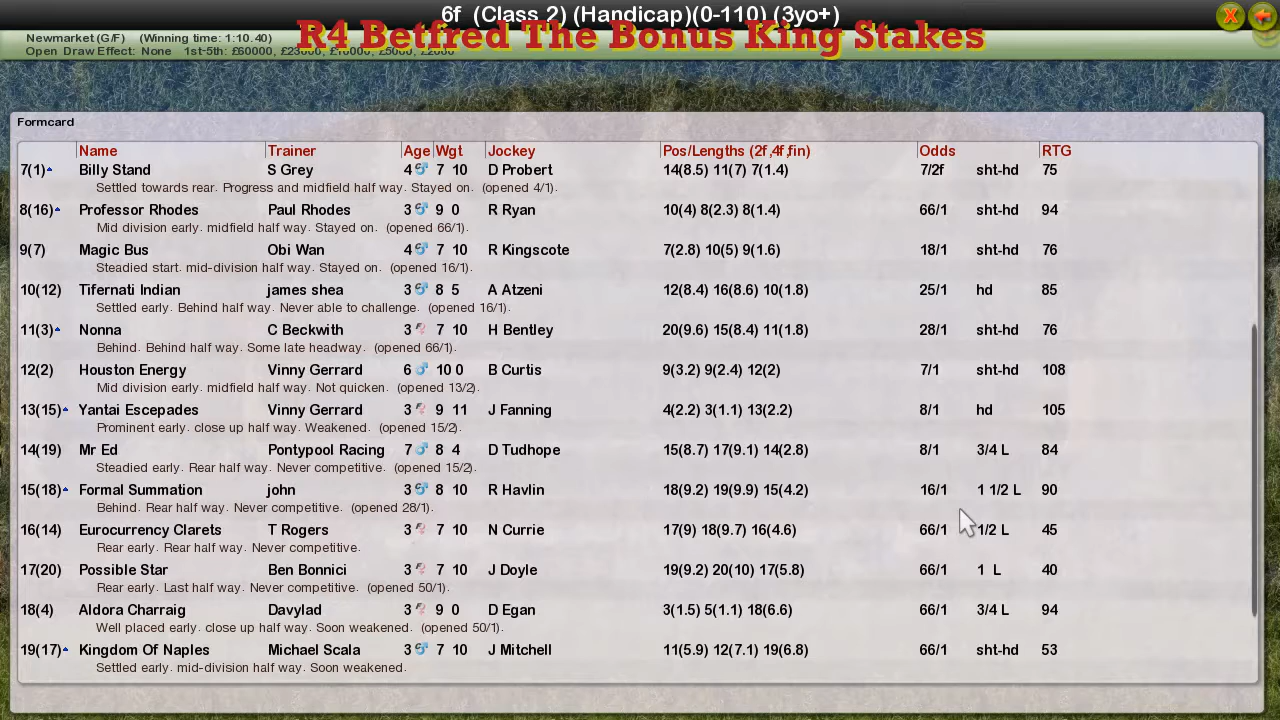 6f (Class 2) (Handicap)(0-110) (3yo+)
R4 Betfred The Bonus King Stakes
Newmarket (G/F) (Winning time: 1:10.40)
Open Draw Effect: None 1st-5th: £60000, £23000, £10000, £5000, £2000
Formcard
Name Trainer Age Wgt Jockey Pos/Lengths (2f,4f,fin) Odds RTG
7(1) Billy Stand S Grey 4 7 10 D Probert 14(8.5) 11(7) 7(1.4) 7/2f sht-hd 75
Settled towards rear. Progress and midfield half way. Stayed on. (opened 4/1).
8(16) Professor Rhodes Paul Rhodes 3 9 0 R Ryan 10(4) 8(2.3) 8(1.4) 66/1 sht-hd 94
Mid division early. midfield half way. Stayed on. (opened 66/1).
9(7) Magic Bus Obi Wan 4 7 10 R Kingscote 7(2.8) 10(5) 9(1.6) 18/1 sht-hd 76
Steadied start. mid-division half way. Stayed on. (opened 16/1).
10(12) Tifernati Indian james shea 3 8 5 A Atzeni 12(8.4) 16(8.6) 10(1.8) 25/1 hd 85
Settled early. Behind half way. Never able to challenge. (opened 16/1).
11(3) Nonna C Beckwith 3 7 10 H Bentley 20(9.6) 15(8.4) 11(1.8) 28/1 sht-hd 76
Behind. Behind half way. Some late headway. (opened 66/1).
12(2) Houston Energy Vinny Gerrard 6 10 0 B Curtis 9(3.2) 9(2.4) 12(2) 7/1 sht-hd 108
Mid division early. midfield half way. Not quicken. (opened 13/2).
13(15) Yantai Escepades Vinny Gerrard 3 9 11 J Fanning 4(2.2) 3(1.1) 13(2.2) 8/1 hd 105
Prominent early. close up half way. Weakened. (opened 15/2).
14(19) Mr Ed Pontypool Racing 7 8 4 D Tudhope 15(8.7) 17(9.1) 14(2.8) 8/1 3/4 L 84
Steadied early. Rear half way. Never competitive. (opened 15/2).
15(18) Formal Summation john 3 8 10 R Havlin 18(9.2) 19(9.9) 15(4.2) 16/1 1 1/2 L 90
Behind. Rear half way. Never competitive. (opened 28/1).
16(14) Eurocurrency Clarets T Rogers 3 7 10 N Currie 17(9) 18(9.7) 16(4.6) 66/1 1/2 L 45
Rear early. Rear half way. Never competitive.
17(20) Possible Star Ben Bonnici 3 7 10 J Doyle 19(9.2) 20(10) 17(5.8) 66/1 1 L 40
Rear early. Last half way. Never competitive. (opened 50/1).
18(4) Aldora Charraig Davylad 3 9 0 D Egan 3(1.5) 5(1.1) 18(6.6) 66/1 3/4 L 94
Well placed early. close up half way. Soon weakened. (opened 50/1).
19(17) Kingdom Of Naples Michael Scala 3 7 10 J Mitchell 11(5.9) 12(7.1) 19(6.8) 66/1 sht-hd 53
Settled early. mid-division half way. Soon weakened.